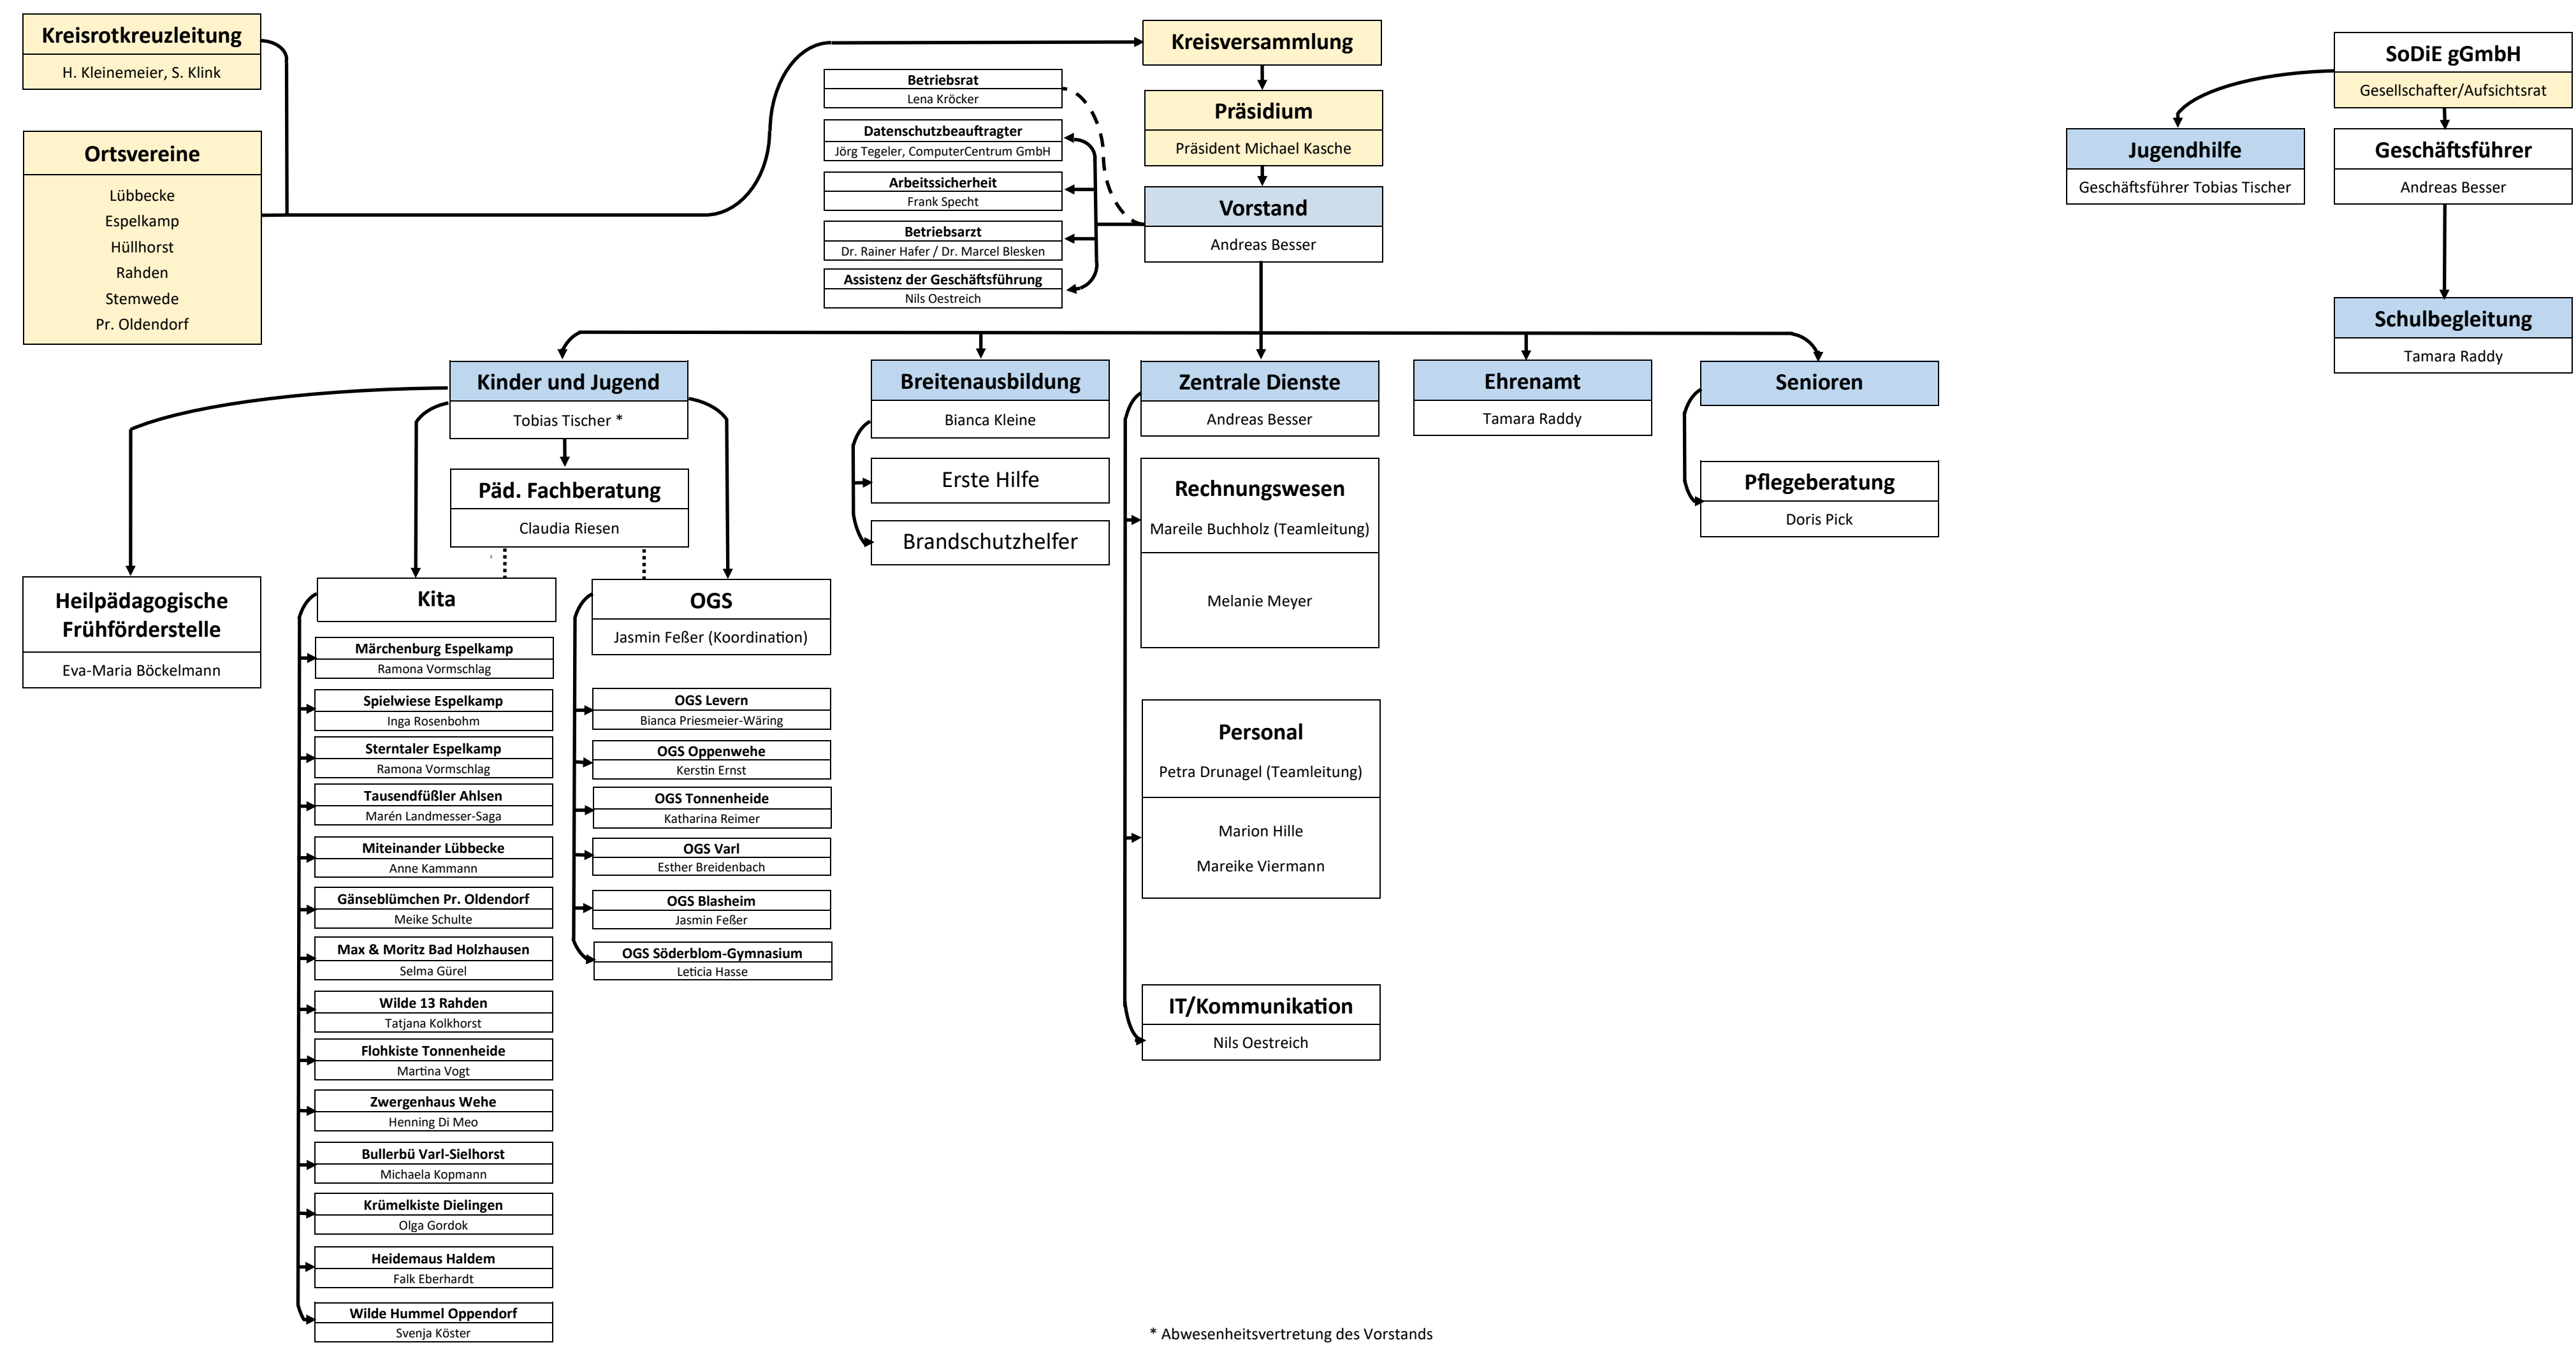 Kreisrotkreuzleitung
H. Kleinemeier, S. Klink
Ortsvereine
Lübbecke
Espelkamp
Hüllhorst
Rahden
Stemwede
Pr. Oldendorf
Kreisversammlung
Präsidium
Präsident Michael Kasche
Vorstand
Andreas Besser
Betriebsrat
Lena Kröcker
Datenschutzbeauftragter
Jörg Tegeler, ComputerCentrum GmbH
Arbeitssicherheit
Frank Specht
Betriebsarzt
Dr. Rainer Hafer / Dr. Marcel Blesken
Assistenz der Geschäftsführung
Nils Oestreich
SoDiE gGmbH
Gesellschafter/Aufsichtsrat
Jugendhilfe
Geschäftsführer Tobias Tischer
Geschäftsführer
Andreas Besser
Schulbegleitung
Tamara Raddy
Kinder und Jugend
Tobias Tischer *
Päd. Fachberatung
Claudia Riesen
Heilpädagogische
Frühförderstelle
Eva-Maria Böckelmann
Kita
Märchenburg Espelkamp
Ramona Vormschlag
Spielwiese Espelkamp
Inga Rosenbohm
Sterntaler Espelkamp
Ramona Vormschlag
Tausendfüßler Ahlsen
Marén Landmesser-Saga
Miteinander Lübbecke
Anne Kammann
Gänseblümchen Pr. Oldendorf
Meike Schulte
Max & Moritz Bad Holzhausen
Selma Gürel
Wilde 13 Rahden
Tatjana Kolkhorst
Flohkiste Tonnenheide
Martina Vogt
Zwergenhaus Wehe
Henning Di Meo
Bullerbü Varl-Sielhorst
Michaela Kopmann
Krümelkiste Dielingen
Olga Gordok
Heidemaus Haldem
Falk Eberhardt
Wilde Hummel Oppendorf
Svenja Köster
OGS
Jasmin Feßer (Koordination)
OGS Levern
Bianca Priesmeier-Wäring
OGS Oppenwehe
Kerstin Ernst
OGS Tonnenheide
Katharina Reimer
OGS Varl
Esther Breidenbach
OGS Blasheim
Jasmin Feßer
OGS Söderblom-Gymnasium
Leticia Hasse
Breitenausbildung
Bianca Kleine
Erste Hilfe
Brandschutzhelfer
Zentrale Dienste
Andreas Besser
Rechnungswesen
Mareile Buchholz (Teamleitung)
Melanie Meyer
Personal
Petra Drunagel (Teamleitung)
Marion Hille
Mareike Viermann
IT/Kommunikation
Nils Oestreich
Ehrenamt
Tamara Raddy
Senioren
Pflegeberatung
Doris Pick
* Abwesenheitsvertretung des Vorstands